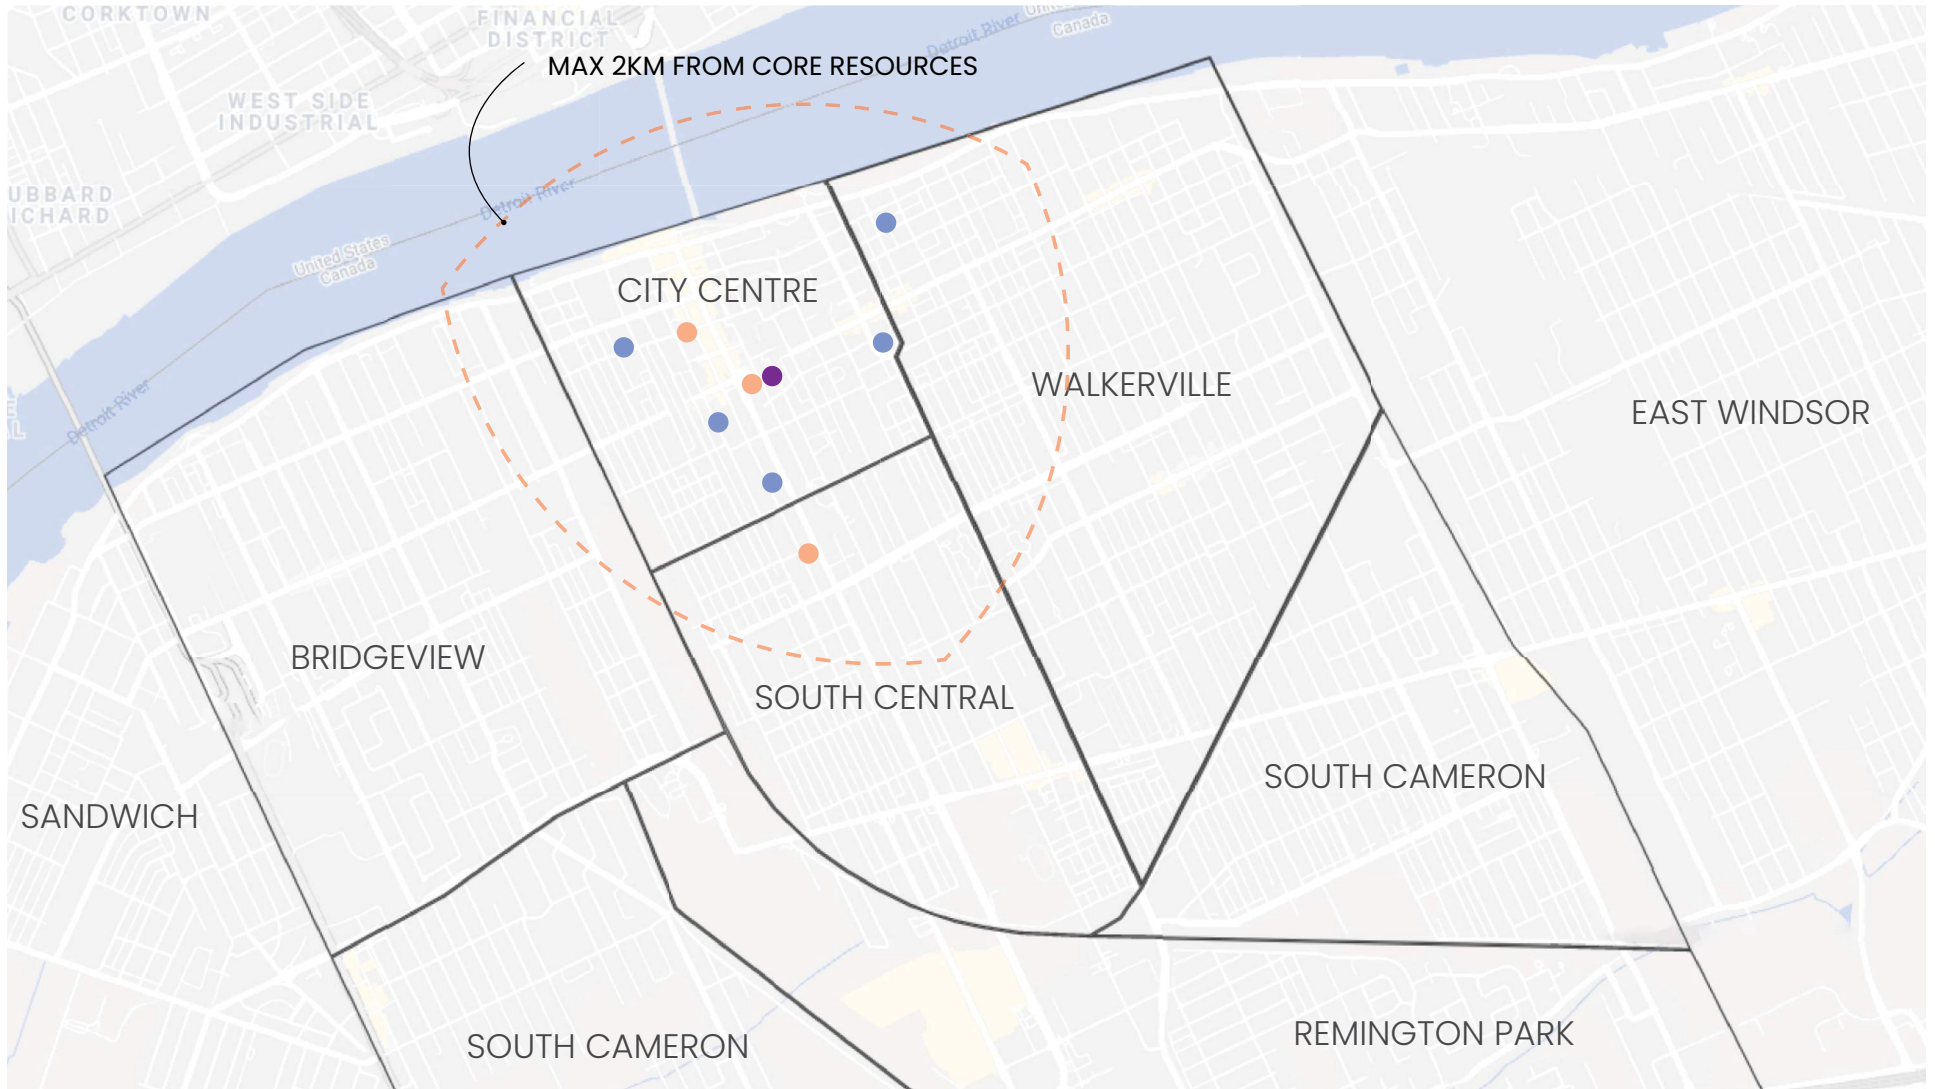 CORKTOWN
FINANCIAL
DISTRICT
Detroit River
Canada
MAX 2KM FROM CORE RESOURCES
WEST SIDE
INDUSTRIAL
UBBARD
ICHARD
Detroit River
United States
Canada
CITY CENTRE
Detroit River
WALKERVILLE
EAST WINDSOR
BRIDGEVIEW
SOUTH CENTRAL
SOUTH CAMERON
SANDWICH
REMINGTON PARK
SOUTH CAMERON